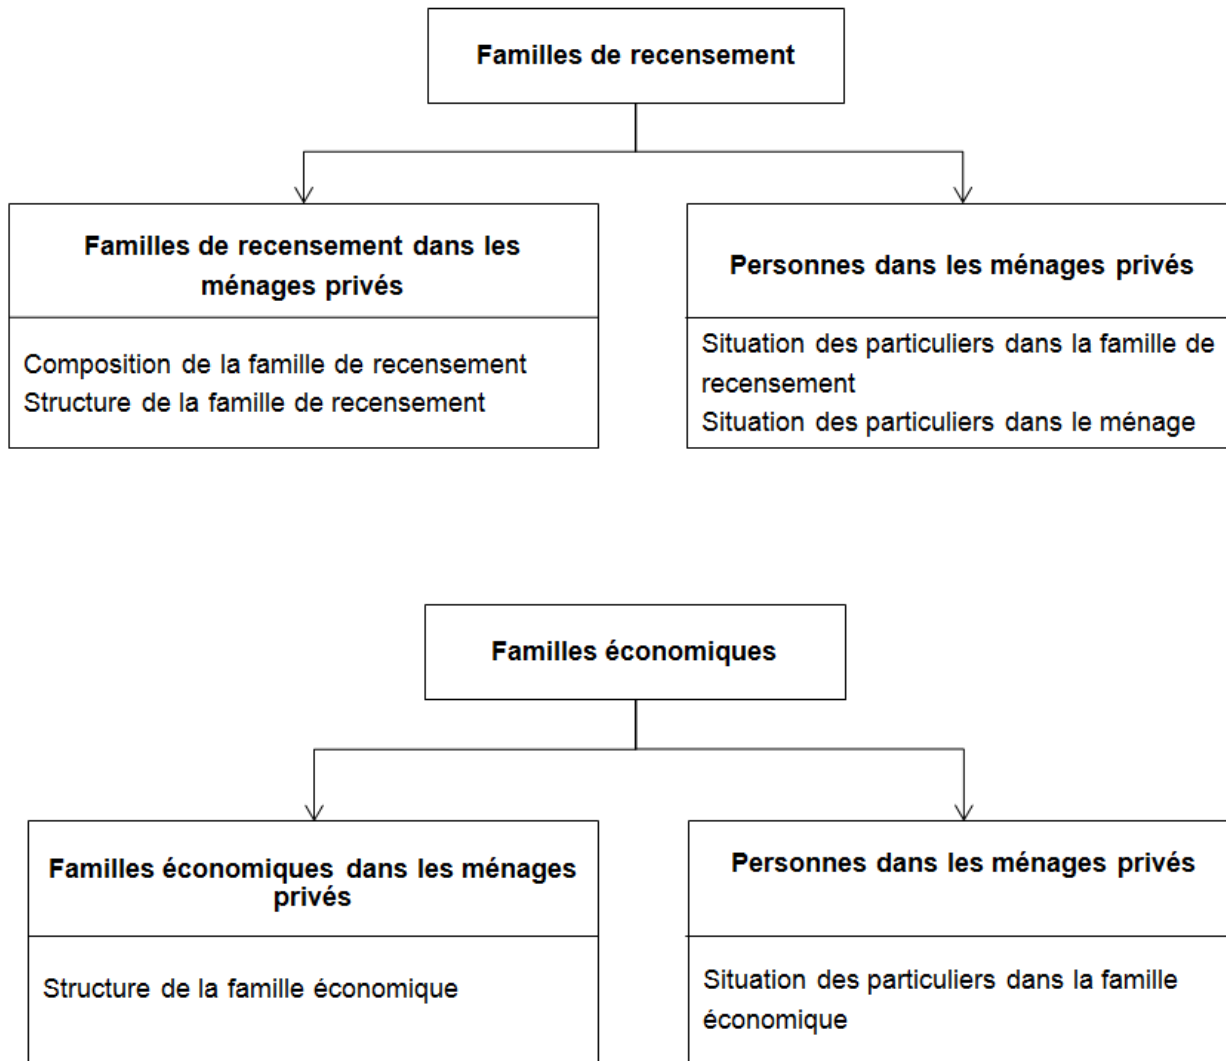 Familles de recensement
Familles de recensement dans les
ménages privés
Composition de la famille de recensement
Structure de la famille de recensement
Personnes dans les ménages privés
Situation des particuliers dans la famille de
recensement
Situation des particuliers dans le ménage
Familles économiques
Familles économiques dans les ménages
privés
Structure de la famille économique
Personnes dans les ménages privés
Situation des particuliers dans la famille
économique